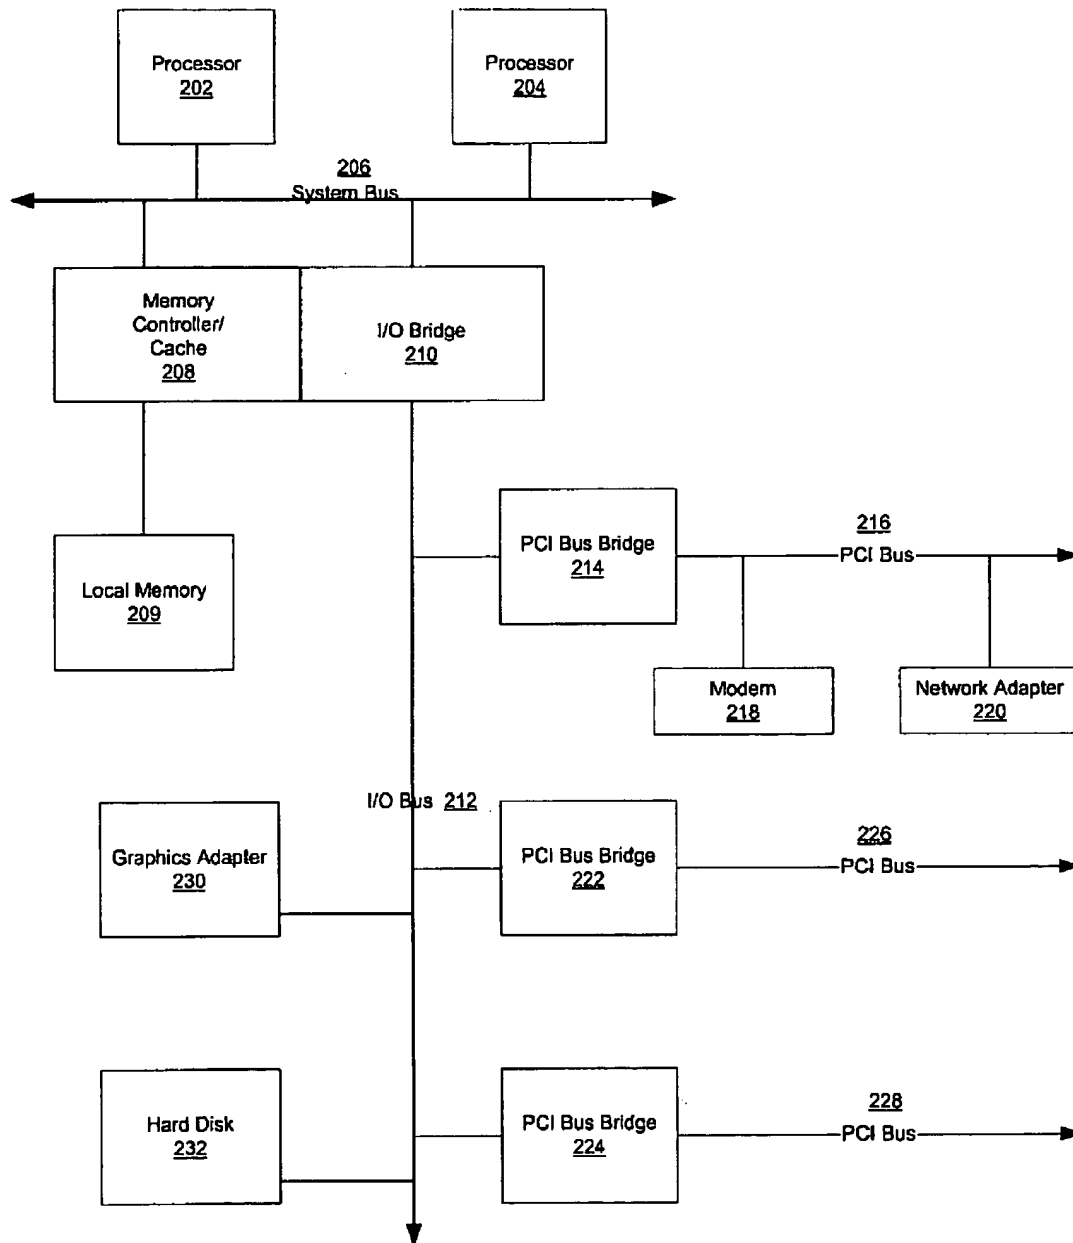 Processor
202
Processor
204
206
System Bus
Memory
Controller/
Cache
208
I/O Bridge
210
PCI Bus Bridge
214
216
PCI Bus
Local Memory
209
Modem
218
Network Adapter
220
I/O Bus 212
Graphics Adapter
230
PCI Bus Bridge
222
226
PCI Bus
Hard Disk
232
PCI Bus Bridge
224
228
PCI Bus